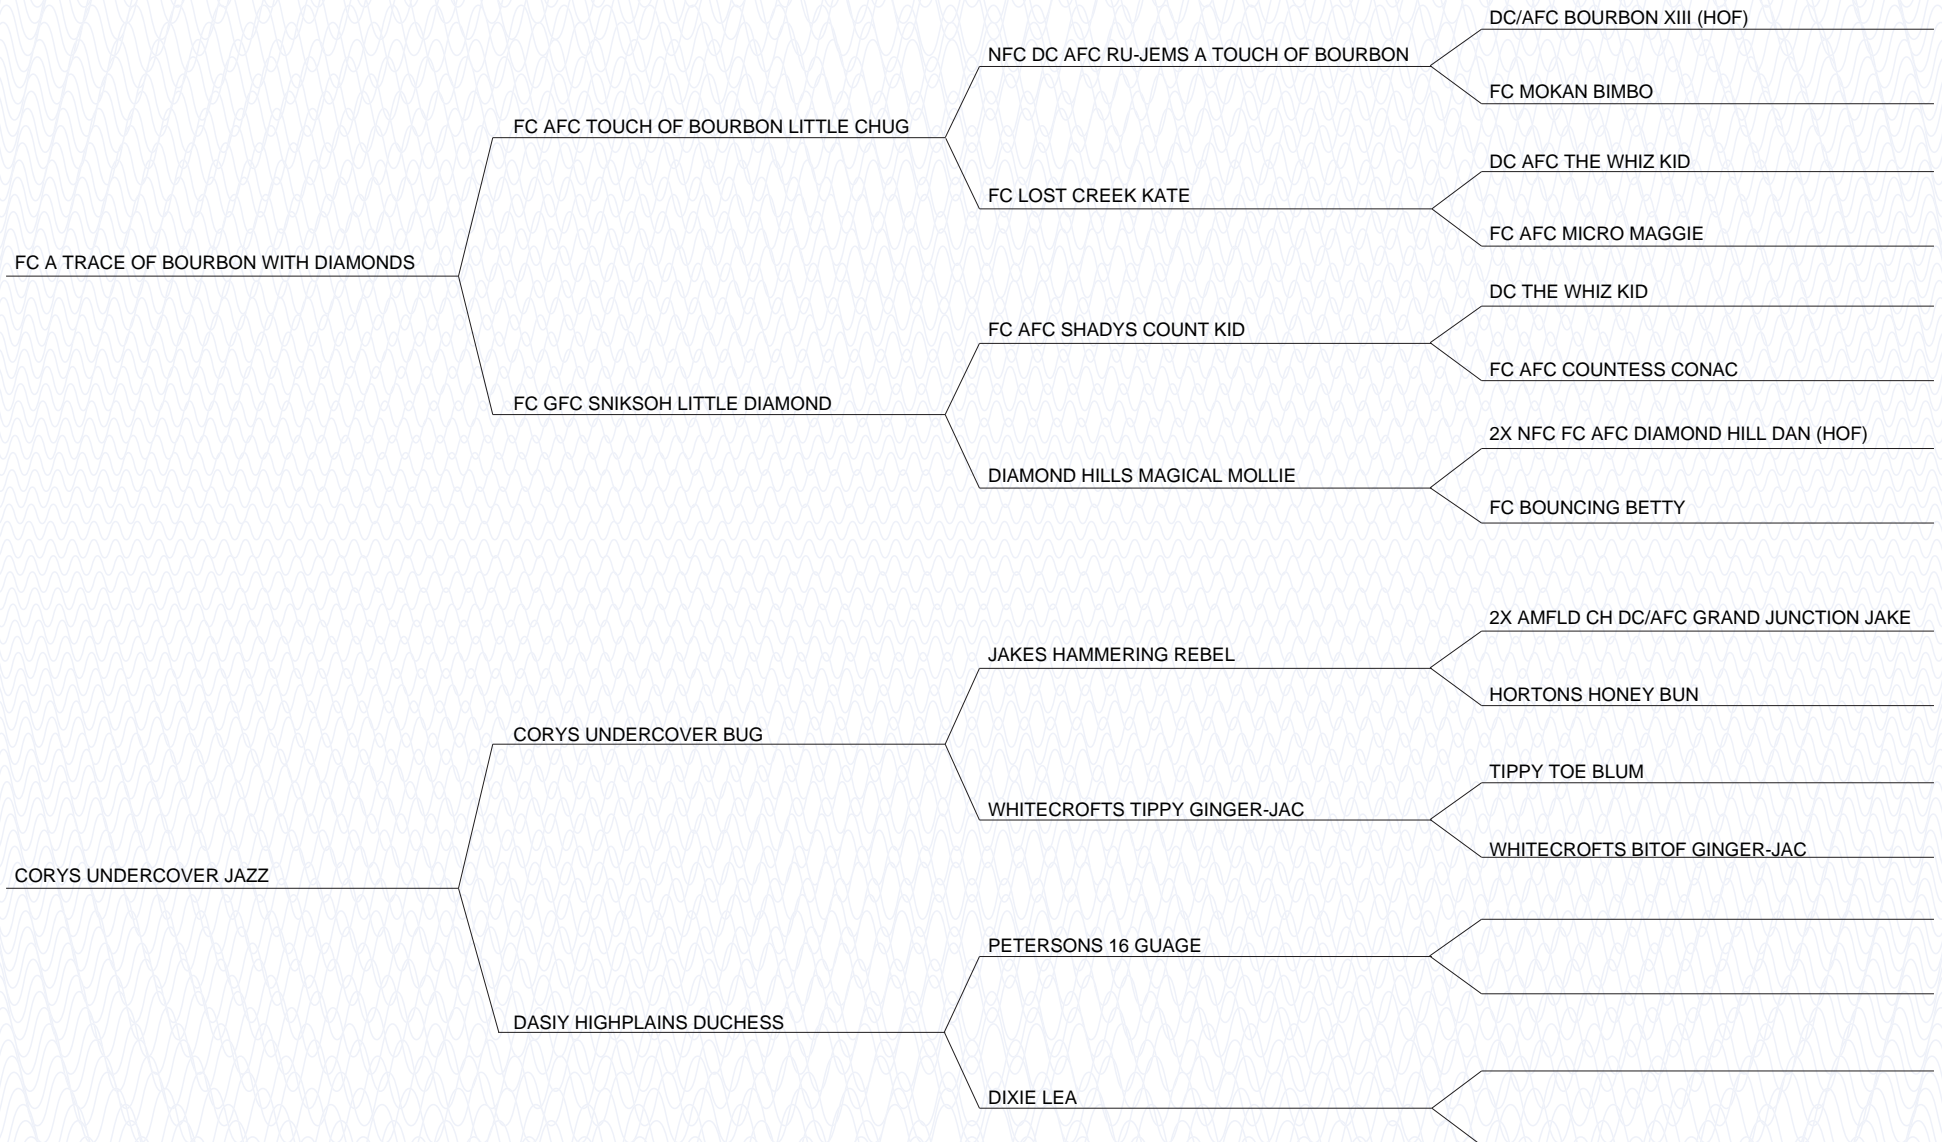 DC/AFC BOURBON XIII (HOF)
NFC DC AFC RU-JEMS A TOUCH OF BOURBON
FC MOKAN BIMBO
FC AFC TOUCH OF BOURBON LITTLE CHUG
DC AFC THE WHIZ KID
FC LOST CREEK KATE
FC AFC MICRO MAGGIE
FC A TRACE OF BOURBON WITH DIAMONDS
DC THE WHIZ KID
FC AFC SHADYS COUNT KID
FC AFC COUNTESS CONAC
FC GFC SNIKSOH LITTLE DIAMOND
2X NFC FC AFC DIAMOND HILL DAN (HOF)
DIAMOND HILLS MAGICAL MOLLIE
FC BOUNCING BETTY
2X AMFLD CH DC/AFC GRAND JUNCTION JAKE
JAKES HAMMERING REBEL
HORTONS HONEY BUN
CORYS UNDERCOVER BUG
TIPPY TOE BLUM
WHITECROFTS TIPPY GINGER-JAC
WHITECROFTS BITOF GINGER-JAC
CORYS UNDERCOVER JAZZ
PETERSONS 16 GUAGE
DASIY HIGHPLAINS DUCHESS
DIXIE LEA